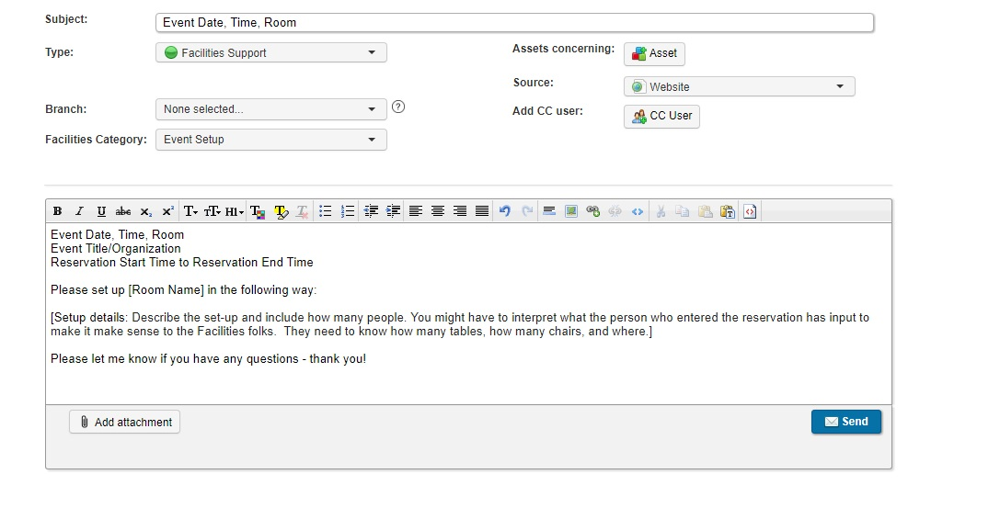 Subject: Event Date, Time, Room
Type: Facilities Support Assets concerning: Asset
Source: Website
Branch: None selected... ? Add CC user: CC User
Facilities Category: Event Setup
B I U abc X₂ X² T T H1 T T T
Event Date, Time, Room
Event Title/Organization
Reservation Start Time to Reservation End Time
Please set up [Room Name] in the following way:
[Setup details: Describe the set-up and include how many people. You might have to interpret what the person who entered the reservation has input to
make it make sense to the Facilities folks.  They need to know how many tables, how many chairs, and where.]
Please let me know if you have any questions - thank you!
Add attachment Send